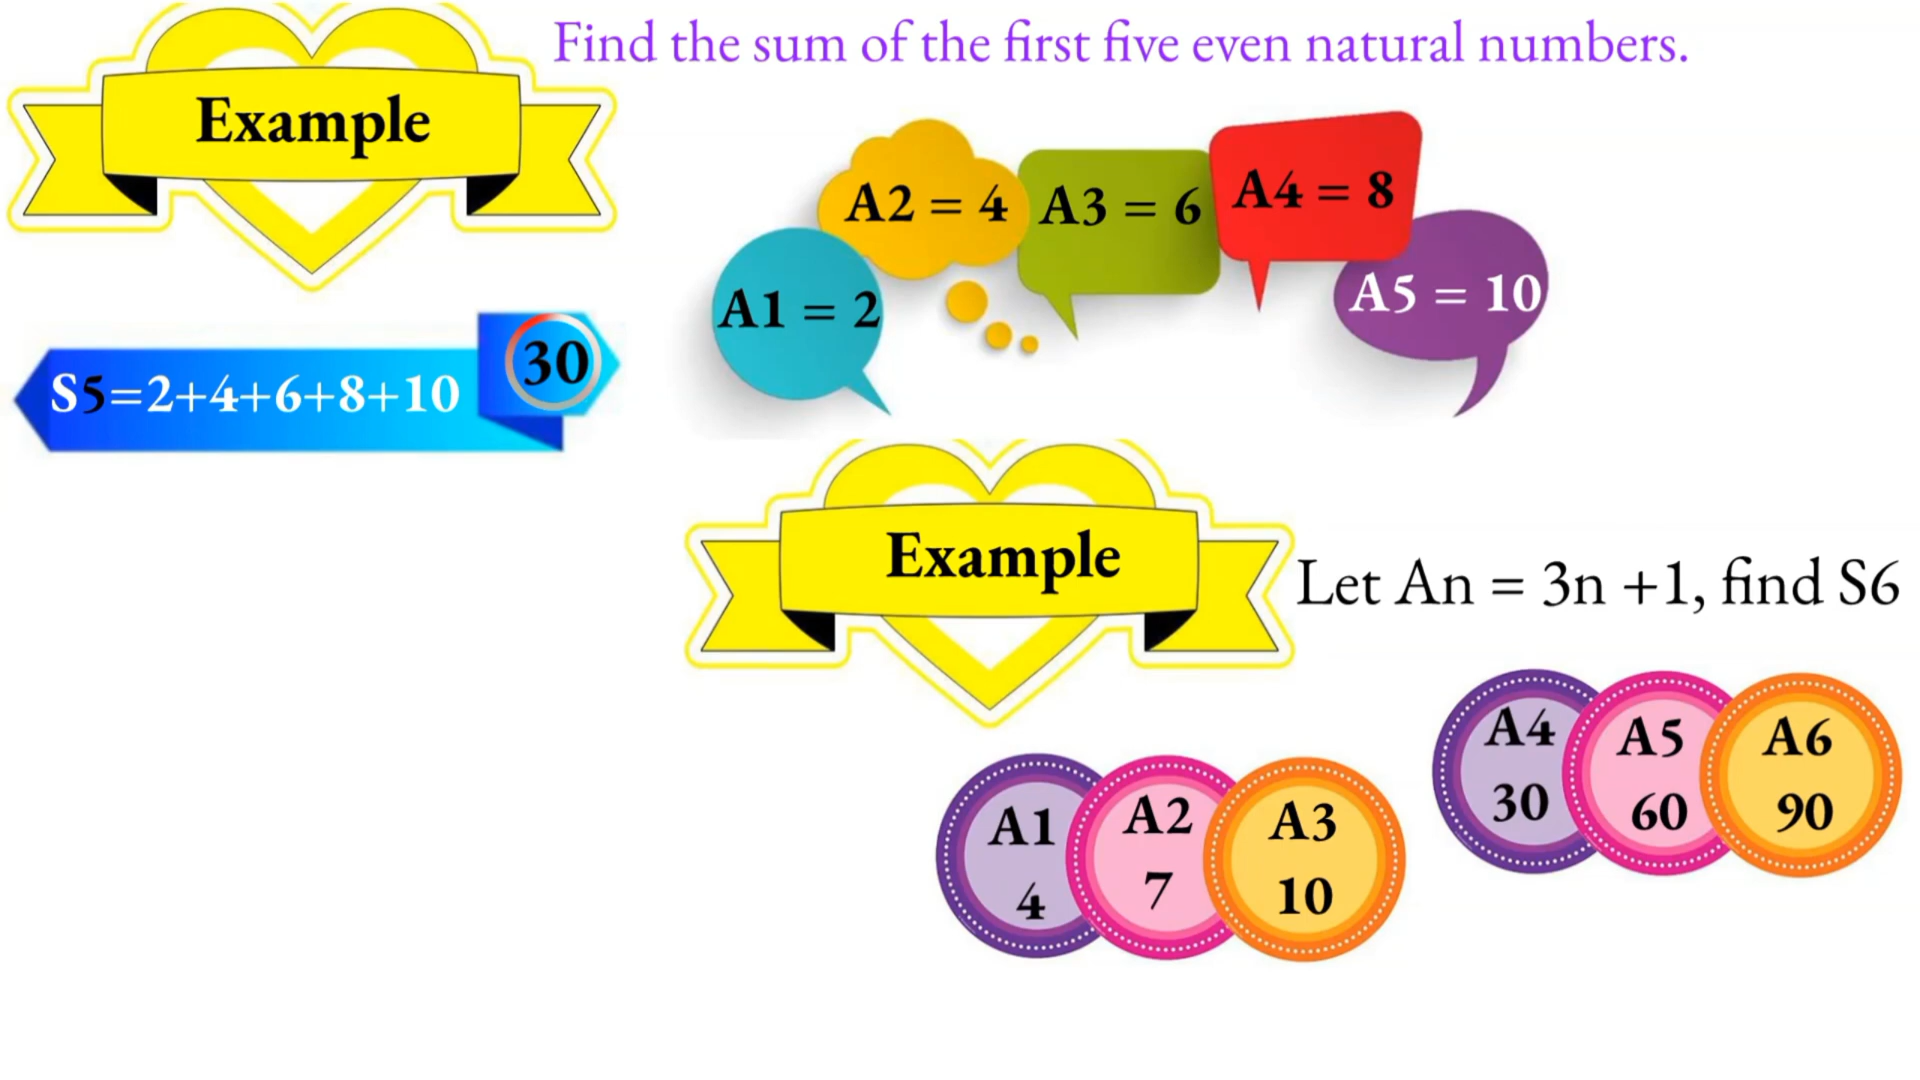 Find the sum of the first five even natural numbers.
Example
A1 = 2
A2 = 4
A3 = 6
A4 = 8
A5 = 10
S5=2+4+6+8+10
30
Example
Let An = 3n +1, find S6
A1
4
A2
7
A3
10
A4
30
A5
60
A6
90